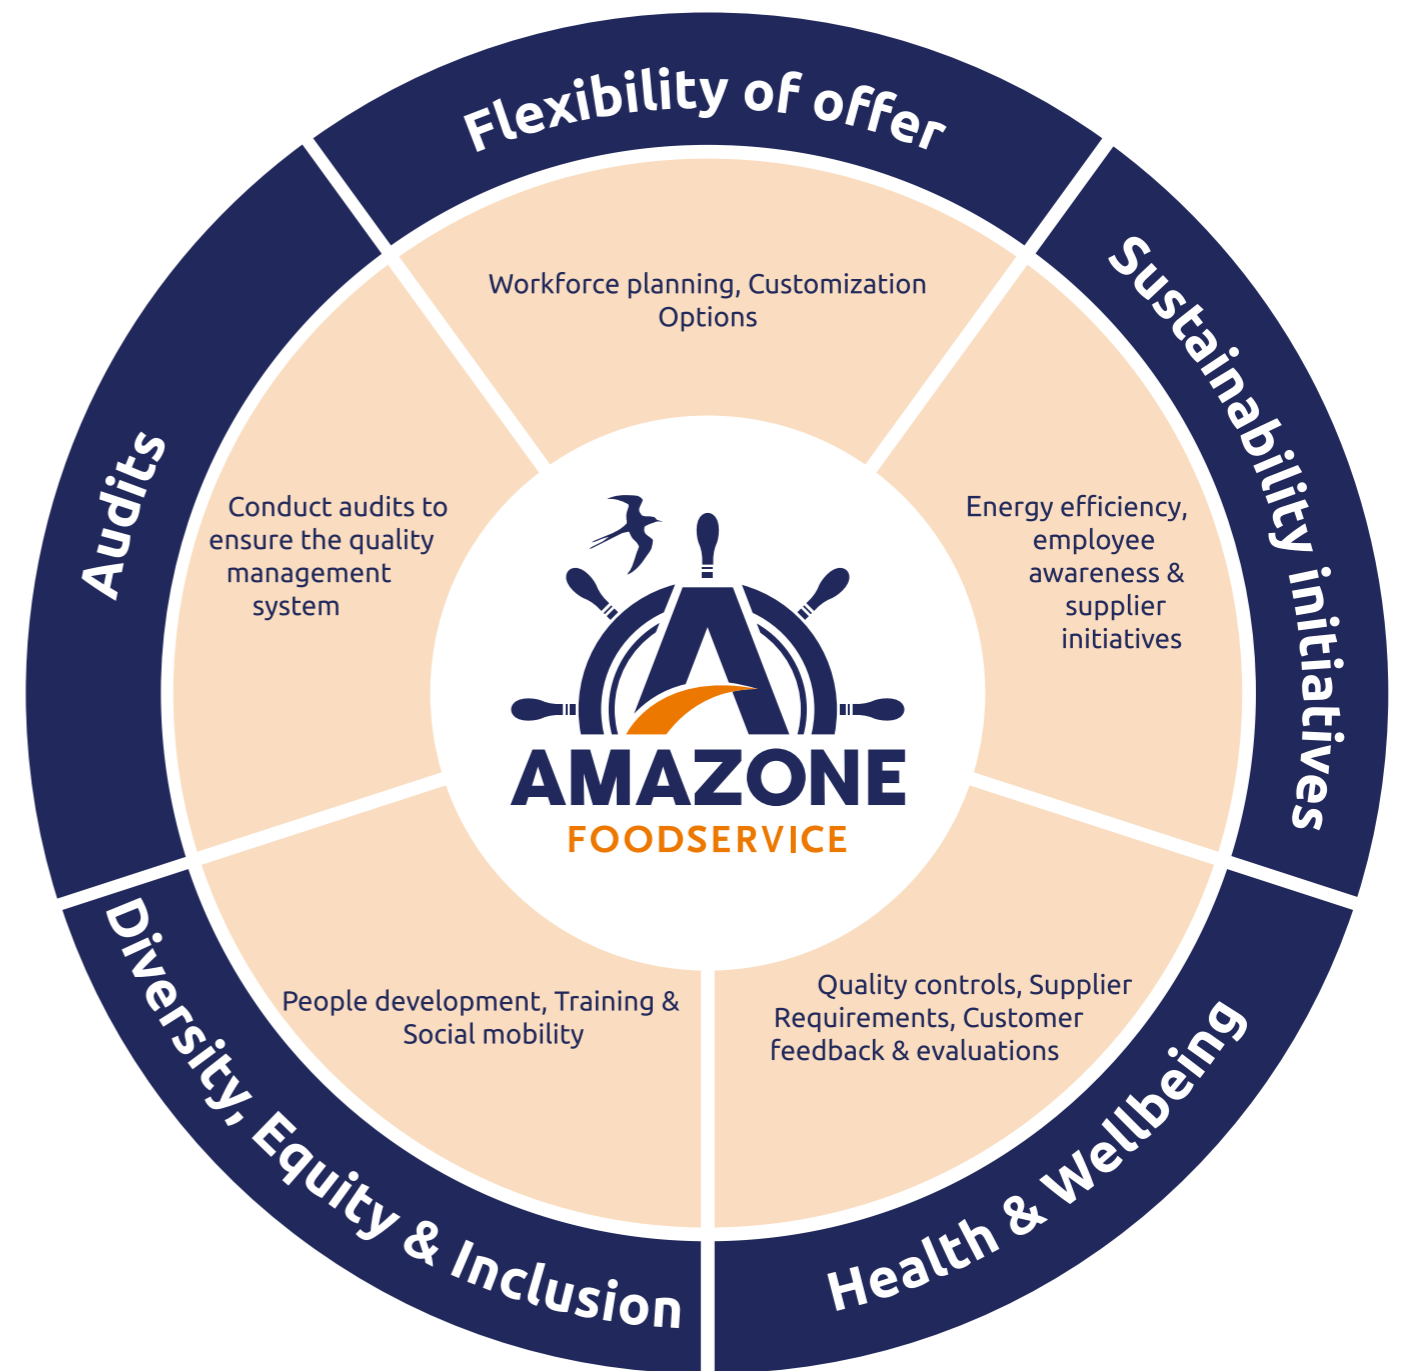 Flexibility of offer
Workforce planning, Customization
Options
Sustainability initiatives
Energy efficiency,
employee
awareness &
supplier
initiatives
Health & Wellbeing
Quality controls, Supplier
Requirements, Customer
feedback & evaluations
Diversity, Equity & Inclusion
People development, Training &
Social mobility
Audits
Conduct audits to
ensure the quality
management
system
AMAZONE
FOODSERVICE